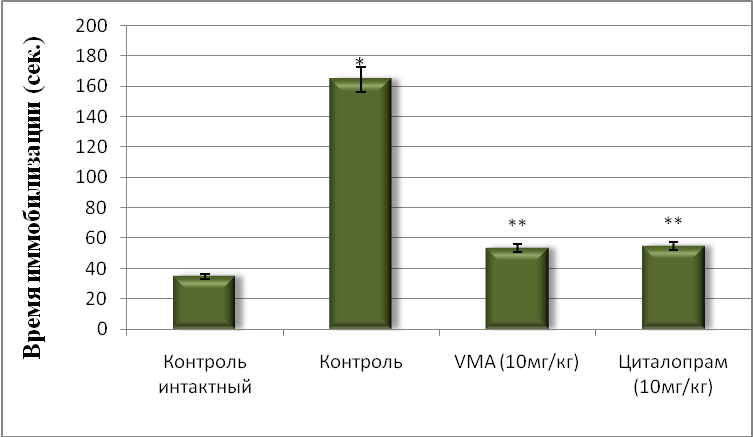 Время иммобилизации (сек.)
200
180
160
140
120
100
80
60
40
20
0
*
**
**
Контроль
интактный
Контроль
VMA (10мг/кг)
Циталопрам
(10мг/кг)